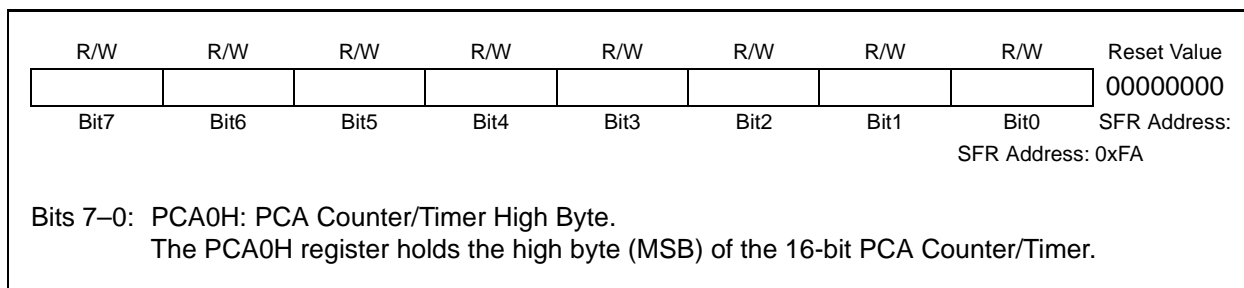 R/W R/W R/W R/W R/W R/W R/W R/W Reset Value
00000000
Bit7 Bit6 Bit5 Bit4 Bit3 Bit2 Bit1 Bit0 SFR Address:
SFR Address: 0xFA
Bits 7–0: PCA0H: PCA Counter/Timer High Byte.
The PCA0H register holds the high byte (MSB) of the 16-bit PCA Counter/Timer.